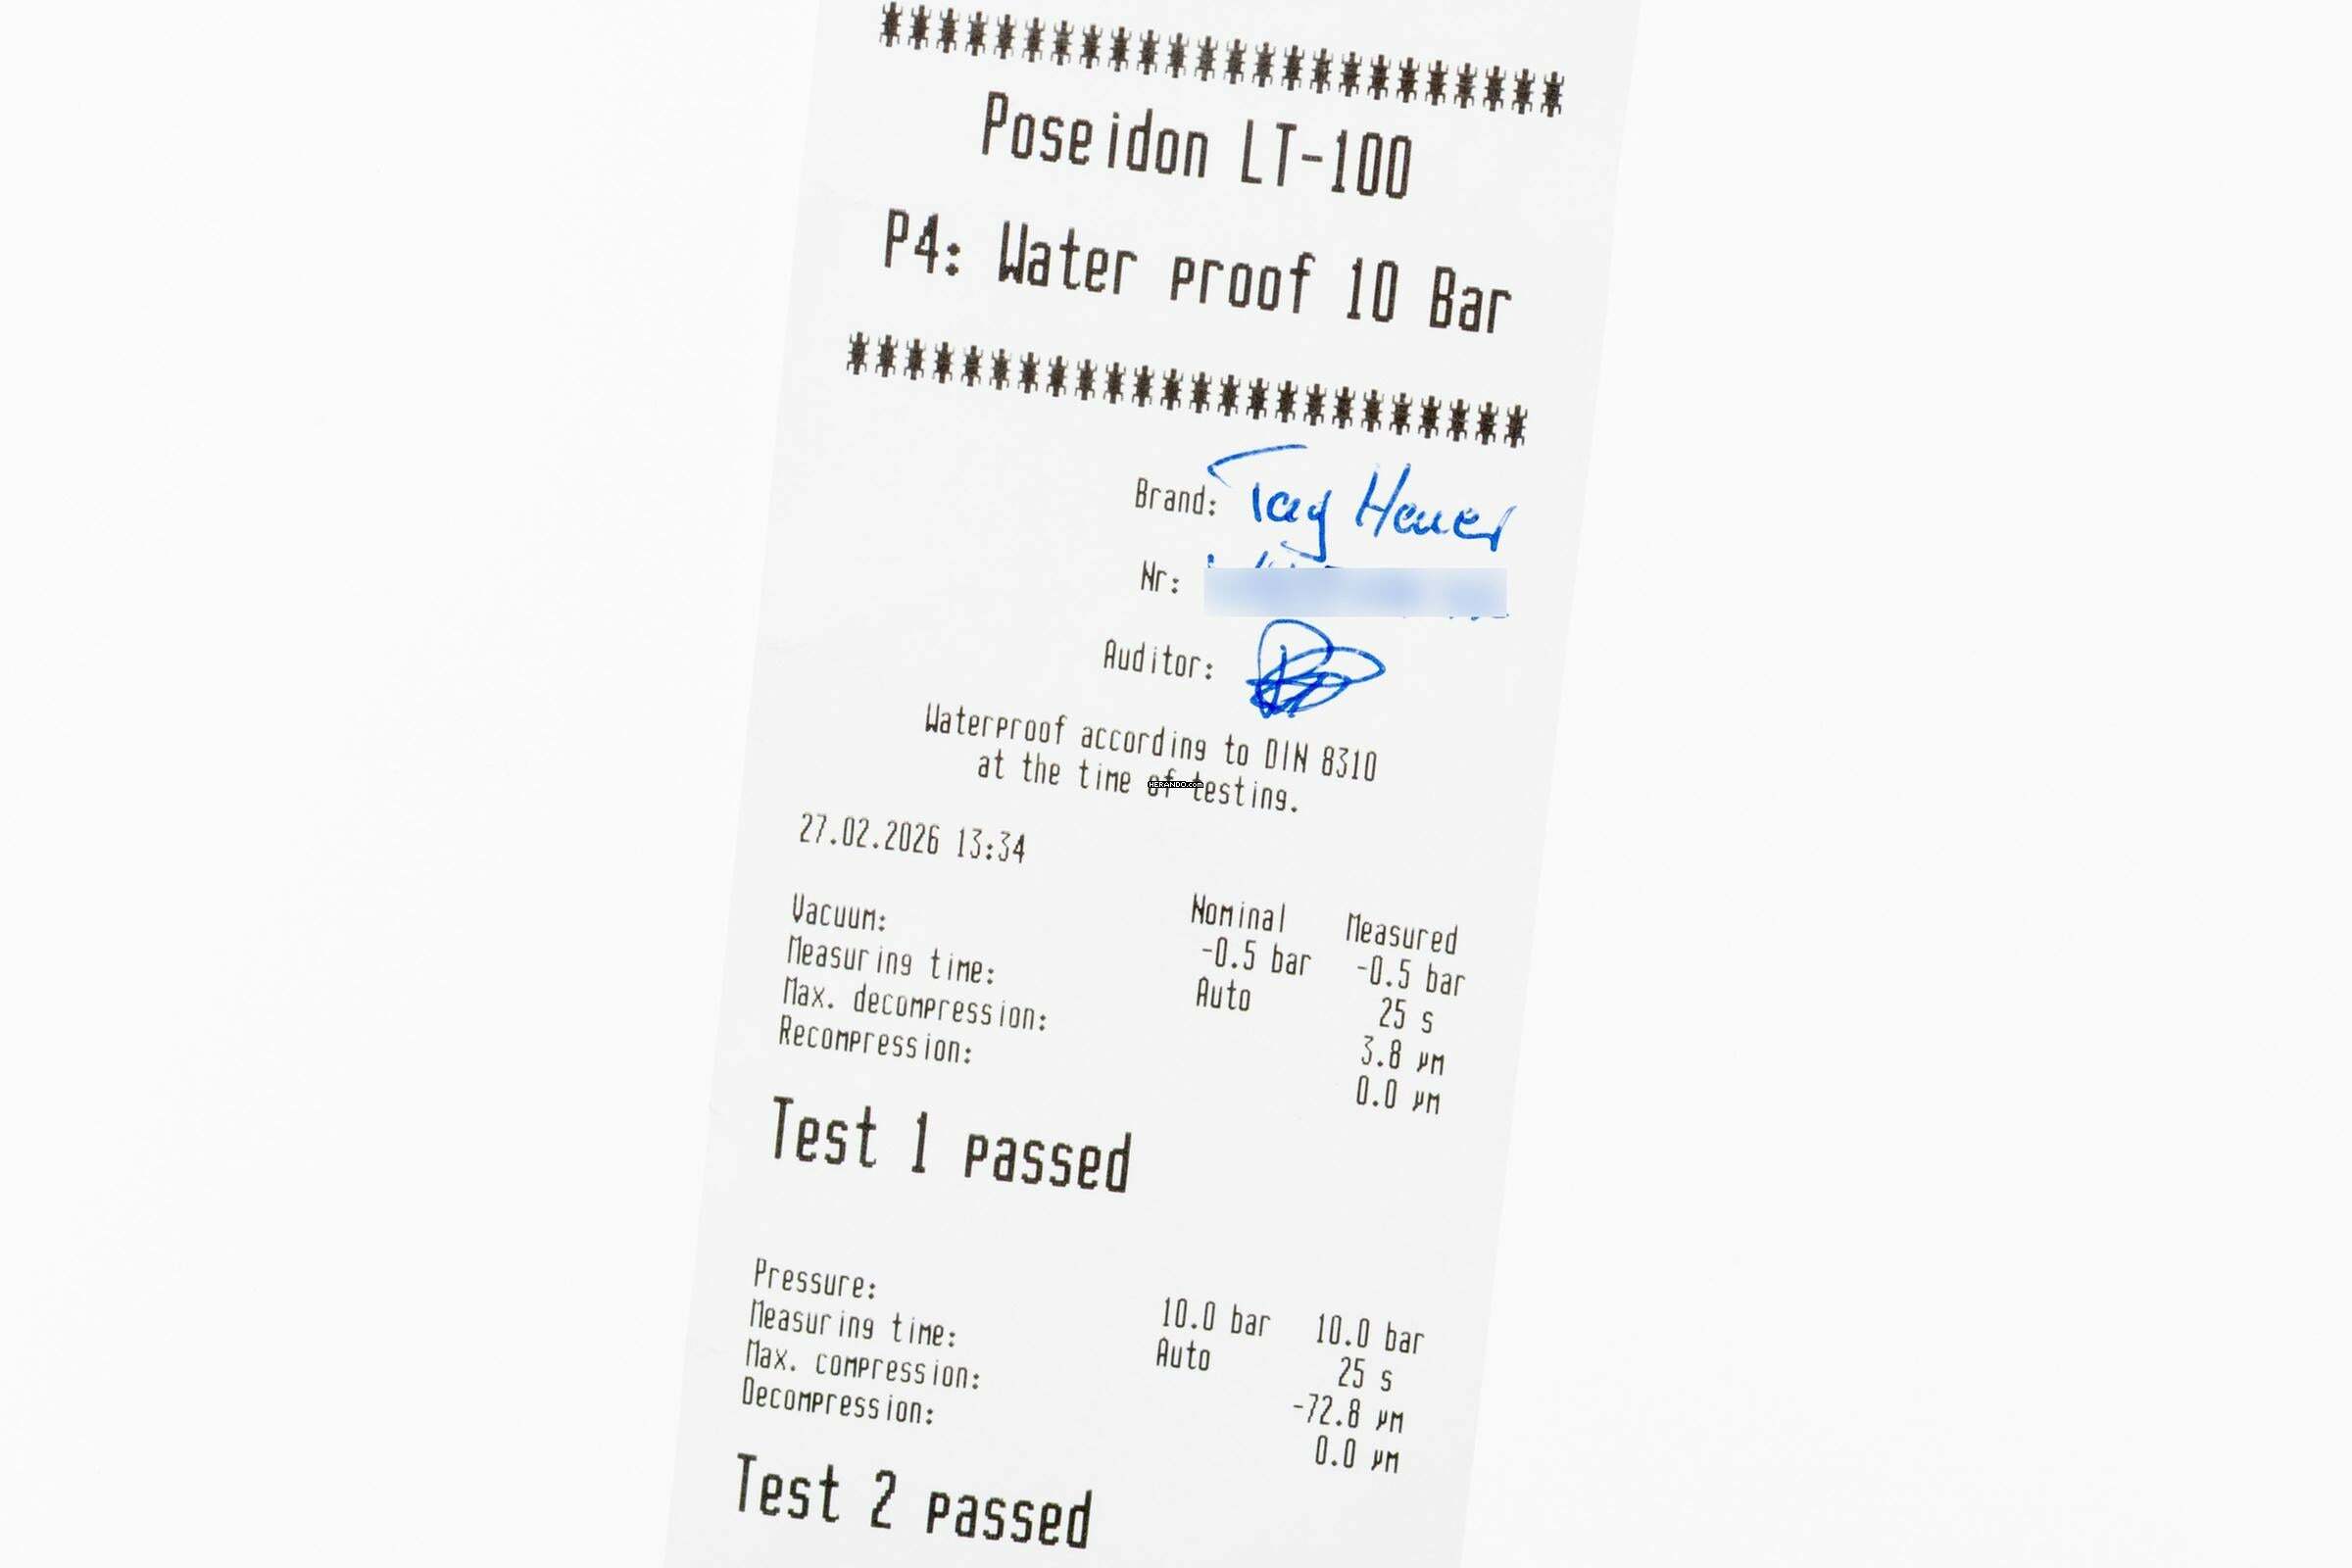 Poseidon LT-100
P4: Water proof 10 Bar
Brand: Tag Heuer
Nr:
Auditor:
Waterproof according to DIN 8310
at the time of testing.
HERANDO.com
27.02.2026 13:34
Nominal Measured
Vacuum: -0.5 bar -0.5 bar
Measuring time: Auto 25 s
Max. decompression: 3.8 µm
Recompression: 0.0 µm
Test 1 passed
Pressure: 10.0 bar 10.0 bar
Measuring time: Auto 25 s
Max. compression: -72.8 µm
Decompression: 0.0 µm
Test 2 passed